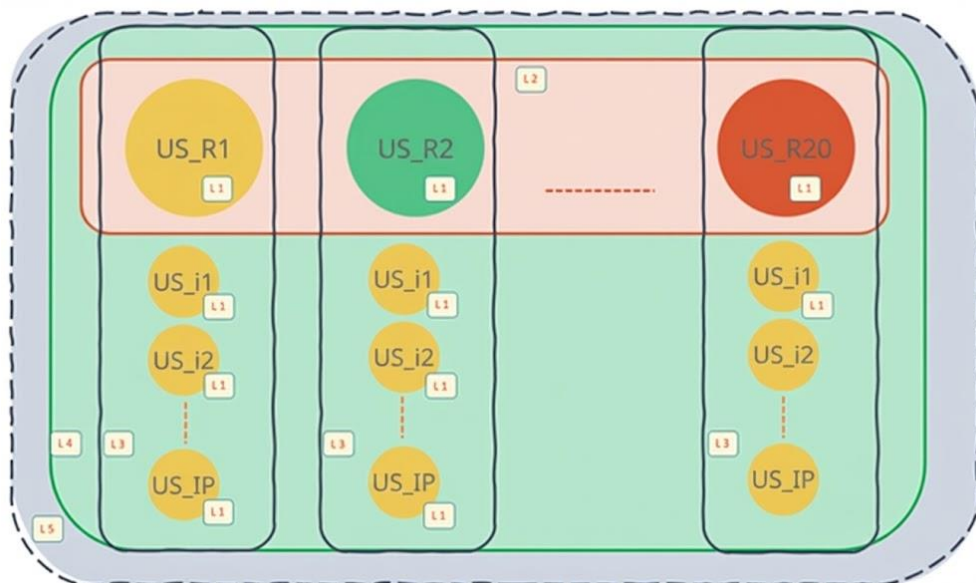 L2
US_R1
L1
US_R2
L1
US_R20
L1
US_i1
L1
US_i1
L1
US_i1
L1
US_i2
L1
US_i2
L1
US_i2
L4
L3
L3
L3
US_IP
L1
US_IP
L1
US_IP
L5